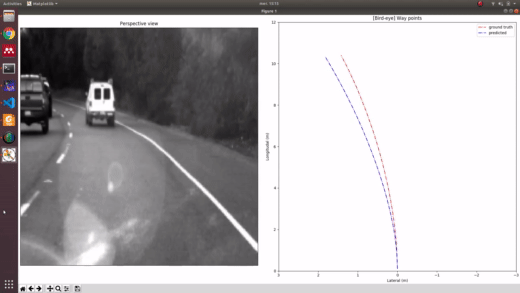 Activities
Matplotlib
Figure 1
Perspective view
[Bird-eye] Way points
ground truth
predicted
12
10
8
6
4
2
0
Longitudinal (m)
3 2 1 0 −1 −2 −3
Lateral (m)